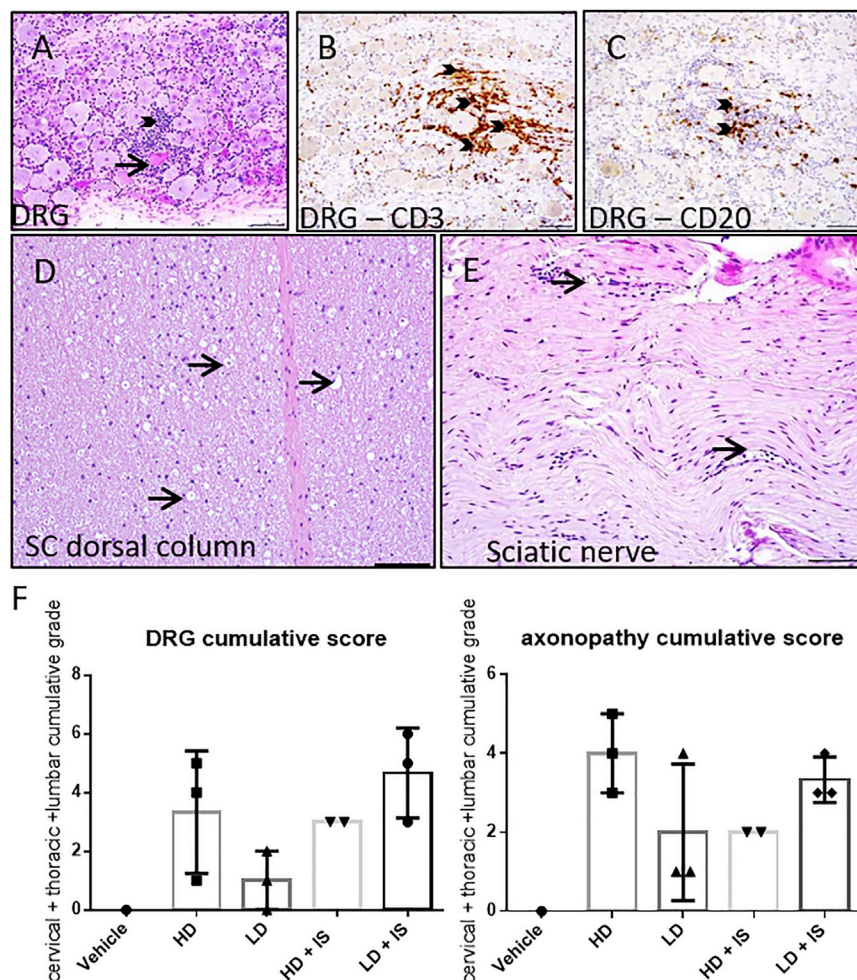 A
DRG
B
DRG – CD3
C
DRG – CD20
D
SC dorsal column
E
Sciatic nerve
F
DRG cumulative score
cervical + thoracic +lumbar cumulative grade
8
6
4
2
0
Vehicle
HD
LD
HD + IS
LD + IS
axonopathy cumulative score
cervical + thoracic +lumbar cumulative grade
6
4
2
0
Vehicle
HD
LD
HD + IS
LD + IS